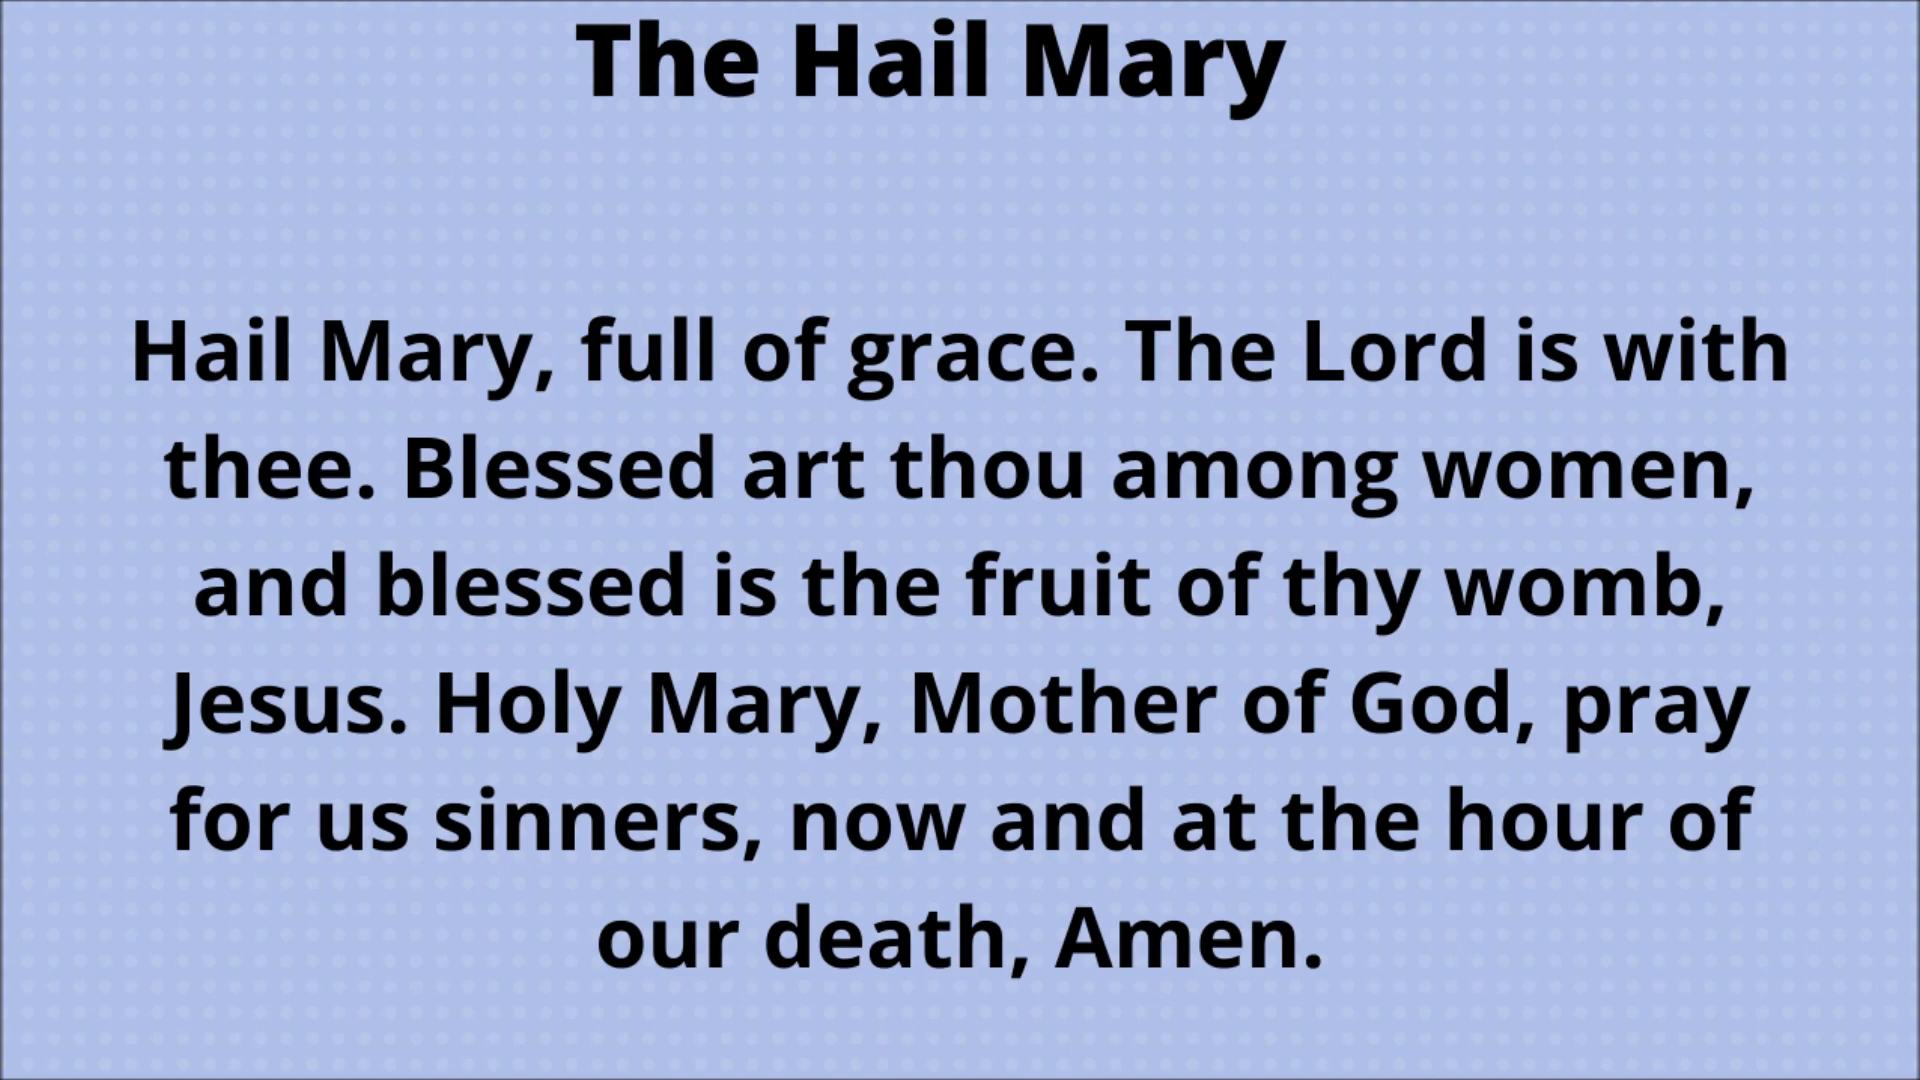 The Hail Mary
Hail Mary, full of grace. The Lord is with
thee. Blessed art thou among women,
and blessed is the fruit of thy womb,
Jesus. Holy Mary, Mother of God, pray
for us sinners, now and at the hour of
our death, Amen.